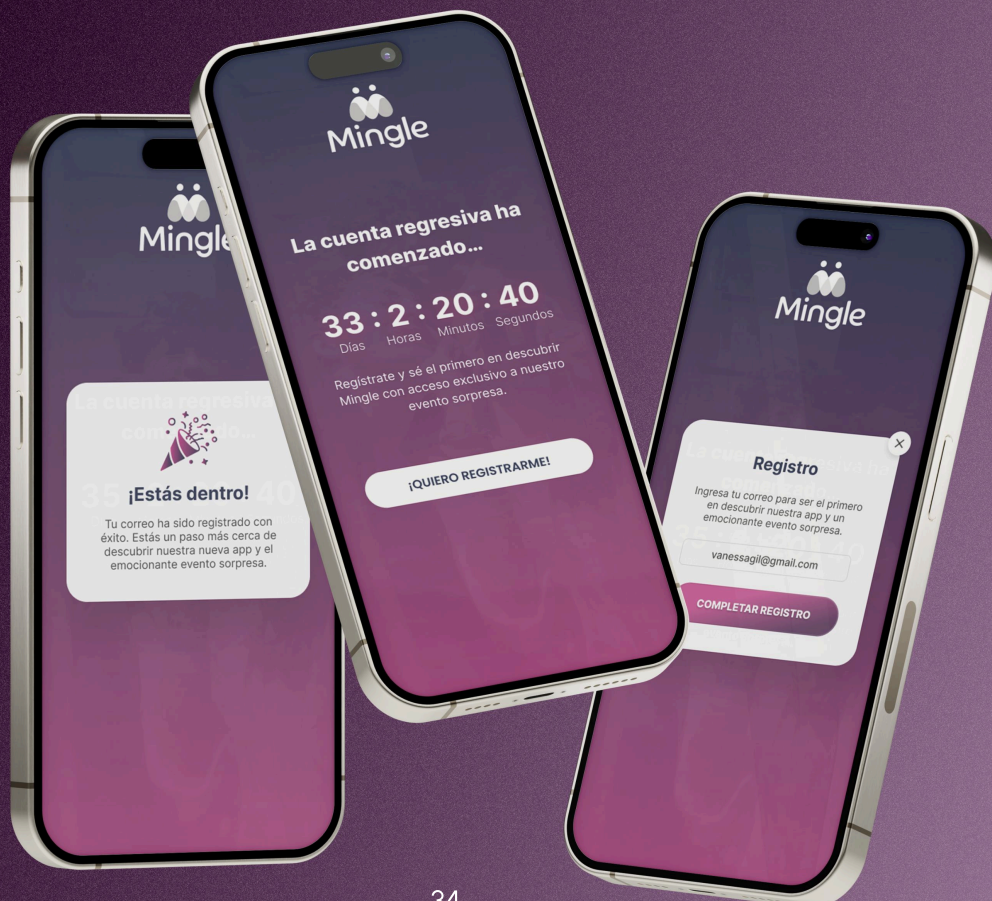 Mingle
La cuenta regresiva
¡Estás dentro!
Tu correo ha sido registrado con
éxito. Estás un paso más cerca de
descubrir nuestra nueva app y el
emocionante evento sorpresa.
Mingle
La cuenta regresiva ha
comenzado...
33 : 2 : 20 : 40
Días Horas Minutos Segundos
Regístrate y sé el primero en descubrir
Mingle con acceso exclusivo a nuestro
evento sorpresa.
¡QUIERO REGISTRARME!
Mingle
Registro
Ingresa tu correo para ser el primero
en descubrir nuestra app y un
emocionante evento sorpresa.
vanessagil@gmail.com
COMPLETAR REGISTRO
34